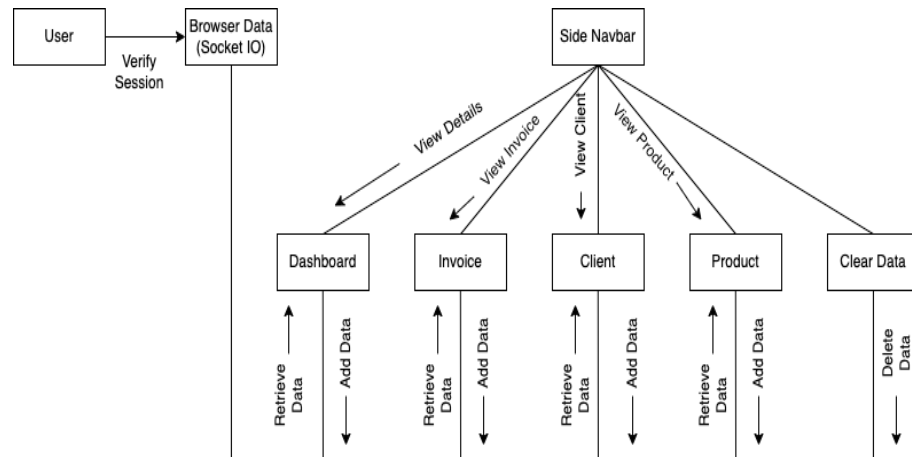 User
Browser Data
(Socket IO)
Side Navbar
Verify
Session
View Details
View Invoice
View Client
View Product
Dashboard
Invoice
Client
Product
Clear Data
Retrieve
Data
Add Data
Retrieve
Data
Add Data
Retrieve
Data
Add Data
Retrieve
Data
Add Data
Delete
Data